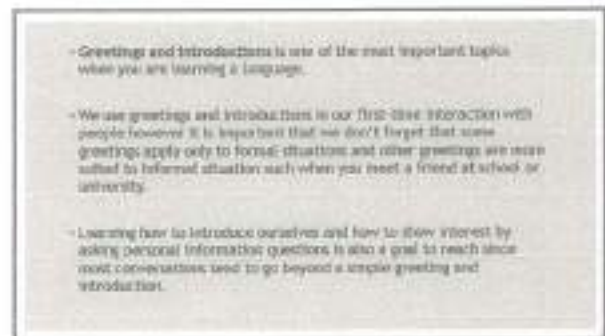 - Greetings and introductions is one of the most important topics
when you are learning a language.
- We use greetings and introductions in our first-time interaction with
people however it is important that we don't forget that some
greetings apply only to formal situations and other greetings are more
suited to informal situation such when you meet a friend at school or
university.
- Learning how to introduce ourselves and how to show interest by
asking personal information questions is also a goal to reach since
most conversations tend to go beyond a simple greeting and
introduction.